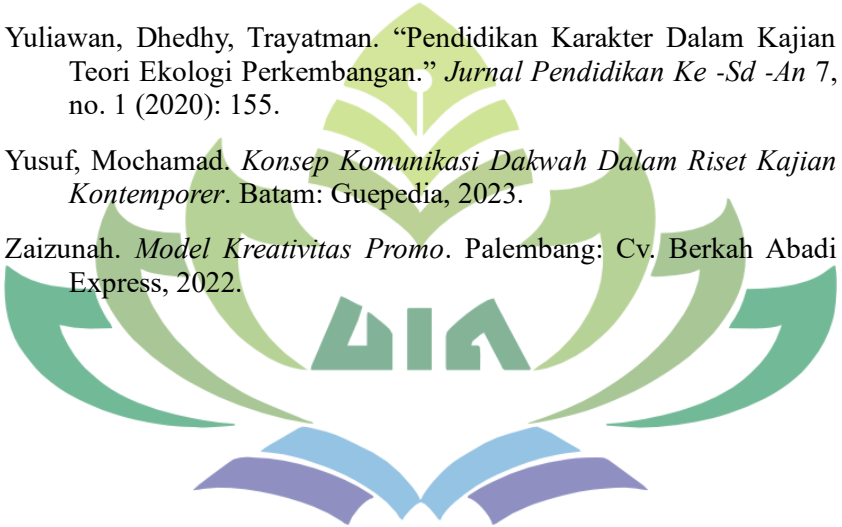 Yuliawan, Dhedhy, Trayatman. “Pendidikan Karakter Dalam Kajian
Teori Ekologi Perkembangan.” Jurnal Pendidikan Ke -Sd -An 7,
no. 1 (2020): 155.
Yusuf, Mochamad. Konsep Komunikasi Dakwah Dalam Riset Kajian
Kontemporer. Batam: Guepedia, 2023.
Zaizunah. Model Kreativitas Promo. Palembang: Cv. Berkah Abadi
Express, 2022.
UIN